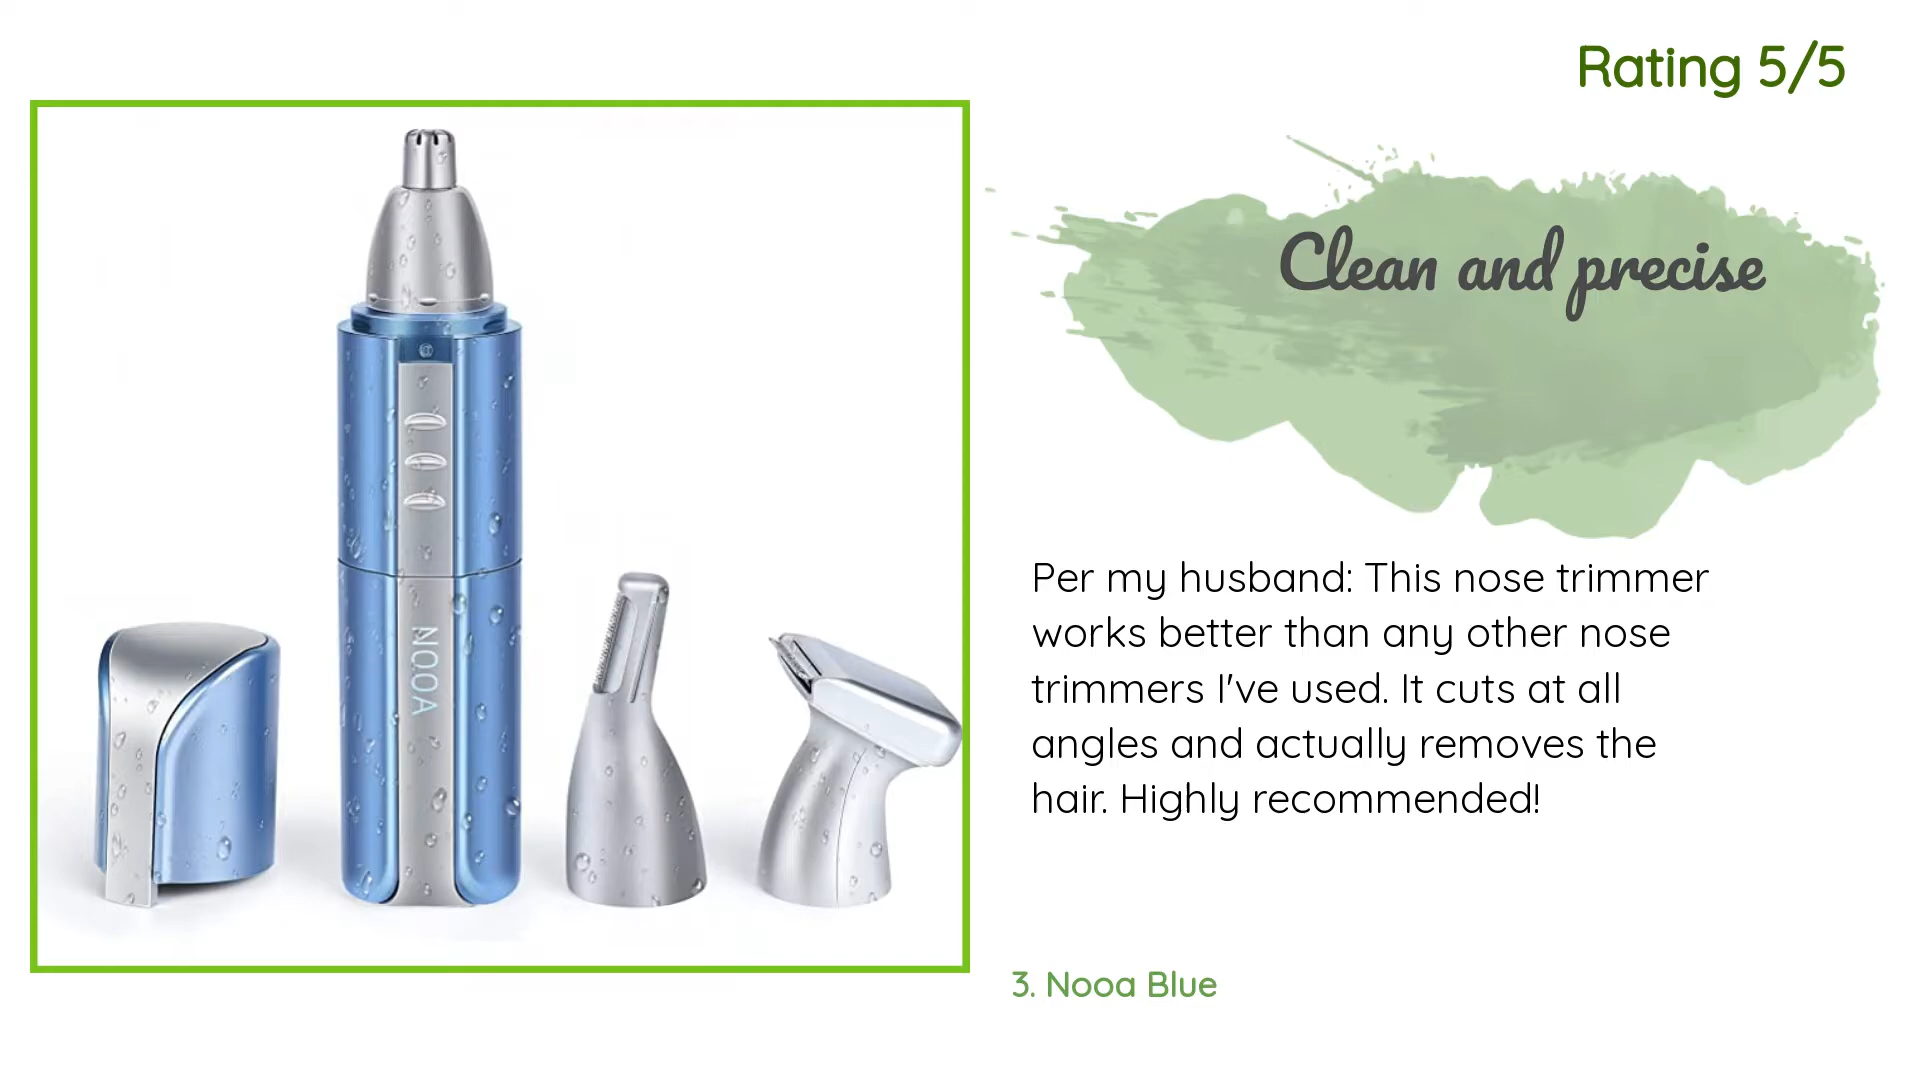 Rating 5/5
Clean and precise
NOOA
Per my husband: This nose trimmer
works better than any other nose
trimmers I've used. It cuts at all
angles and actually removes the
hair. Highly recommended!
3. Nooa Blue